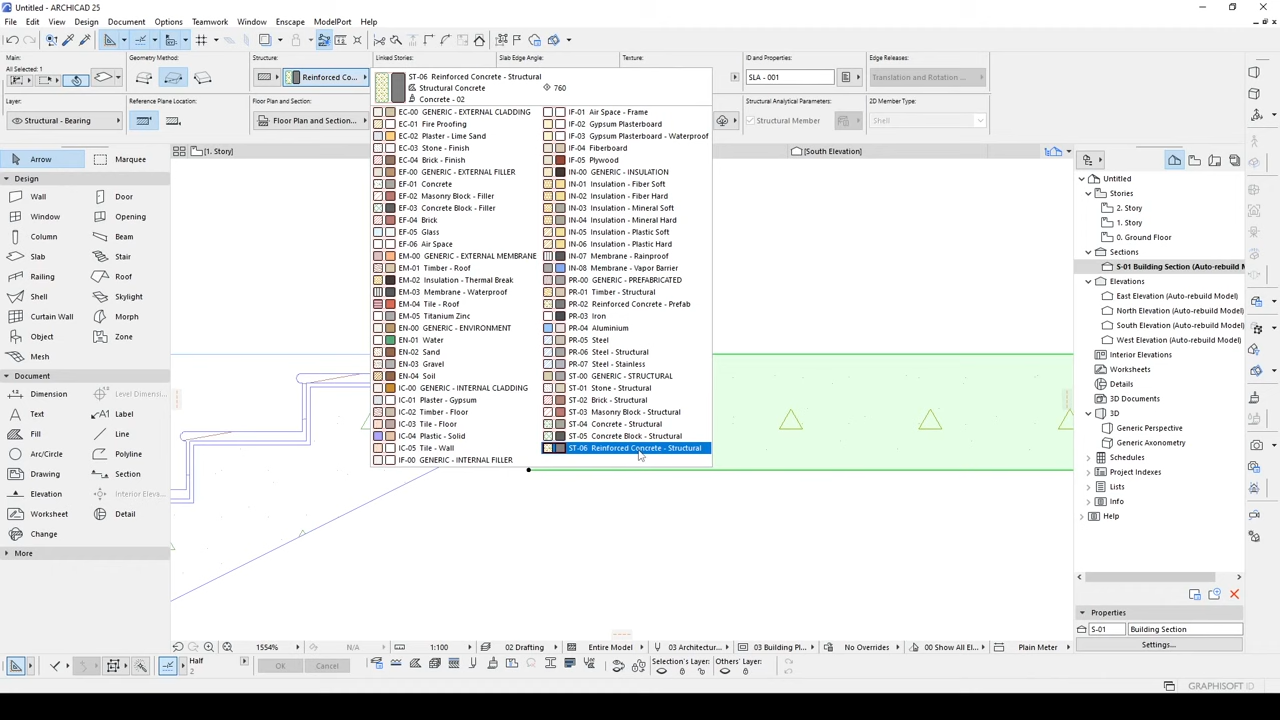 Untitled - ARCHICAD 25
File Edit View Design Document Options Teamwork Window Enscape ModelPort Help
Main: Geometry Method: Structure: Linked Stories: Slab Edge Angle: Texture: ID and Properties: Edge Releases:
All Selected: 1
Reinforced Co... SLA - 001 Translation and Rotation ...
Layer: Reference Plane Location: Floor Plan and Section: Structural Analytical Parameters: 2D Member Type:
Structural - Bearing Floor Plan and Section... Structural Member Shell
ST-06 Reinforced Concrete - Structural
Structural Concrete 760
Concrete - 02
EC-00 GENERIC - EXTERNAL CLADDING
EC-01 Fire Proofing
EC-02 Plaster - Lime Sand
EC-03 Stone - Finish
EC-04 Brick - Finish
EF-00 GENERIC - EXTERNAL FILLER
EF-01 Concrete
EF-02 Masonry Block - Filler
EF-03 Concrete Block - Filler
EF-04 Brick
EF-05 Glass
EF-06 Air Space
EM-00 GENERIC - EXTERNAL MEMBRANE
EM-01 Timber - Roof
EM-02 Insulation - Thermal Break
EM-03 Membrane - Waterproof
EM-04 Tile - Roof
EM-05 Titanium Zinc
EN-00 GENERIC - ENVIRONMENT
EN-01 Water
EN-02 Sand
EN-03 Gravel
EN-04 Soil
IC-00 GENERIC - INTERNAL CLADDING
IC-01 Plaster - Gypsum
IC-02 Timber - Floor
IC-03 Tile - Floor
IC-04 Plastic - Solid
IC-05 Tile - Wall
IF-00 GENERIC - INTERNAL FILLER
IF-01 Air Space - Frame
IF-02 Gypsum Plasterboard
IF-03 Gypsum Plasterboard - Waterproof
IF-04 Fiberboard
IF-05 Plywood
IN-00 GENERIC - INSULATION
IN-01 Insulation - Fiber Soft
IN-02 Insulation - Fiber Hard
IN-03 Insulation - Mineral Soft
IN-04 Insulation - Mineral Hard
IN-05 Insulation - Plastic Soft
IN-06 Insulation - Plastic Hard
IN-07 Membrane - Rainproof
IN-08 Membrane - Vapor Barrier
PR-00 GENERIC - PREFABRICATED
PR-01 Timber - Structural
PR-02 Reinforced Concrete - Prefab
PR-03 Iron
PR-04 Aluminium
PR-05 Steel
PR-06 Steel - Structural
PR-07 Steel - Stainless
ST-00 GENERIC - STRUCTURAL
ST-01 Stone - Structural
ST-02 Brick - Structural
ST-03 Masonry Block - Structural
ST-04 Concrete - Structural
ST-05 Concrete Block - Structural
ST-06 Reinforced Concrete - Structural
[1. Story] [South Elevation]
Arrow Marquee
Design
Wall Door
Window Opening
Column Beam
Slab Stair
Railing Roof
Shell Skylight
Curtain Wall Morph
Object Zone
Mesh
Document
Dimension Level Dimensi...
Text Label
Fill Line
Arc/Circle Polyline
Drawing Section
Elevation Interior Eleva...
Worksheet Detail
Change
More
Untitled
Stories
2. Story
1. Story
0. Ground Floor
Sections
S-01 Building Section (Auto-rebuild M
Elevations
East Elevation (Auto-rebuild Model)
North Elevation (Auto-rebuild Model)
South Elevation (Auto-rebuild Model)
West Elevation (Auto-rebuild Model)
Interior Elevations
Worksheets
Details
3D Documents
3D
Generic Perspective
Generic Axonometry
Schedules
Project Indexes
Lists
Info
Help
Properties
S-01 Building Section
Settings...
1554% N/A 1:100 02 Drafting Entire Model 03 Architectur... 03 Building Pl... No Overrides 00 Show All El... Plain Meter
Half
2
OK Cancel Selection's Layer: Others' Layer:
GRAPHISOFT